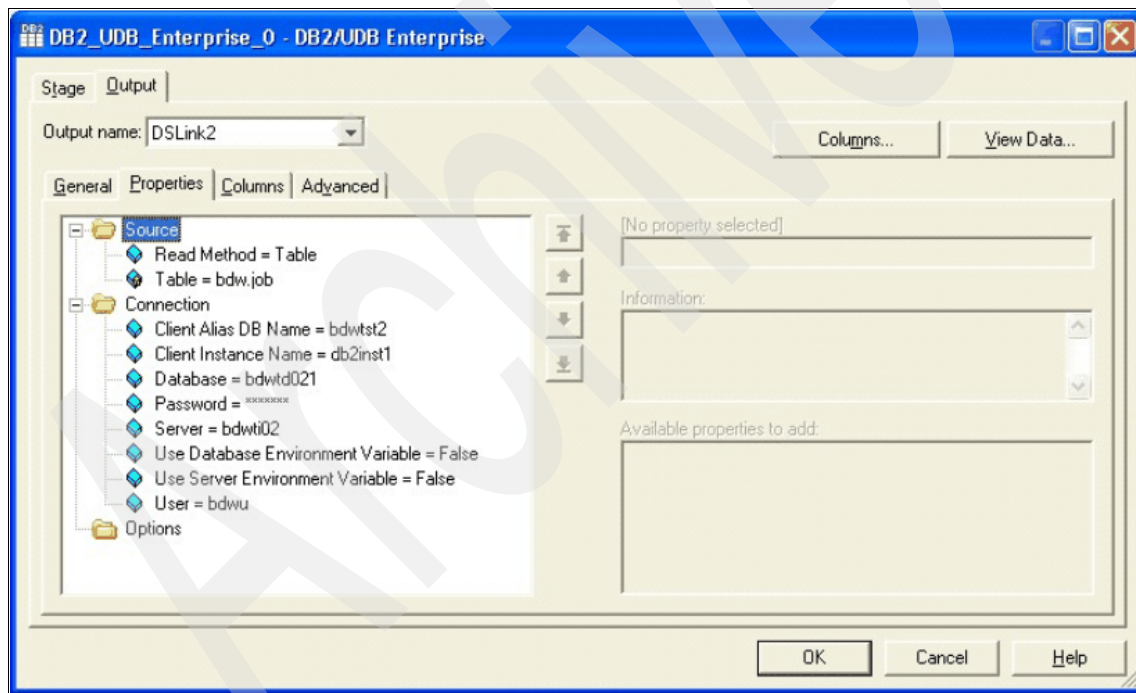 DB2
DB2_UDB_Enterprise_0 - DB2/UDB Enterprise
Stage Output
Output name: DSLink2
Columns... View Data...
General Properties Columns Advanced
Source
Read Method = Table
Table = bdw.job
Connection
Client Alias DB Name = bdwtst2
Client Instance Name = db2inst1
Database = bdwtd021
Password = *******
Server = bdwti02
Use Database Environment Variable = False
Use Server Environment Variable = False
User = bdwu
Options
[No property selected]
Information:
Available properties to add:
OK Cancel Help
Archive